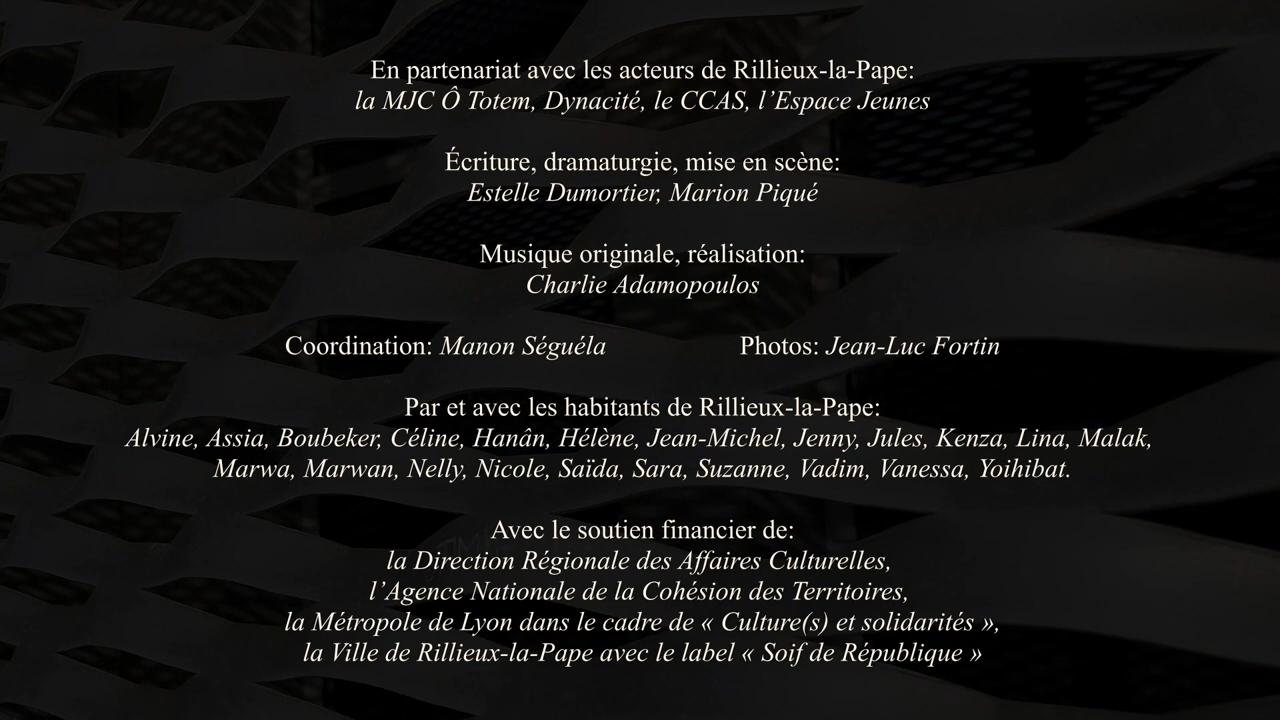 En partenariat avec les acteurs de Rillieux-la-Pape:
la MJC Ô Totem, Dynacité, le CCAS, l’Espace Jeunes
Écriture, dramaturgie, mise en scène:
Estelle Dumortier, Marion Piqué
Musique originale, réalisation:
Charlie Adamopoulos
Coordination: Manon Séguéla Photos: Jean-Luc Fortin
Par et avec les habitants de Rillieux-la-Pape:
Alvine, Assia, Boubeker, Céline, Hanân, Hélène, Jean-Michel, Jenny, Jules, Kenza, Lina, Malak,
Marwa, Marwan, Nelly, Nicole, Saïda, Sara, Suzanne, Vadim, Vanessa, Yoihibat.
Avec le soutien financier de:
la Direction Régionale des Affaires Culturelles,
l’Agence Nationale de la Cohésion des Territoires,
la Métropole de Lyon dans le cadre de « Culture(s) et solidarités »,
la Ville de Rillieux-la-Pape avec le label « Soif de République »